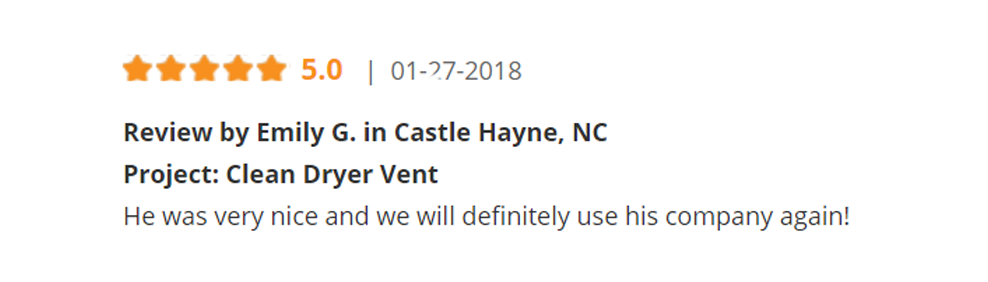 5.0 | 01-27-2018
Review by Emily G. in Castle Hayne, NC
Project: Clean Dryer Vent
He was very nice and we will definitely use his company again!